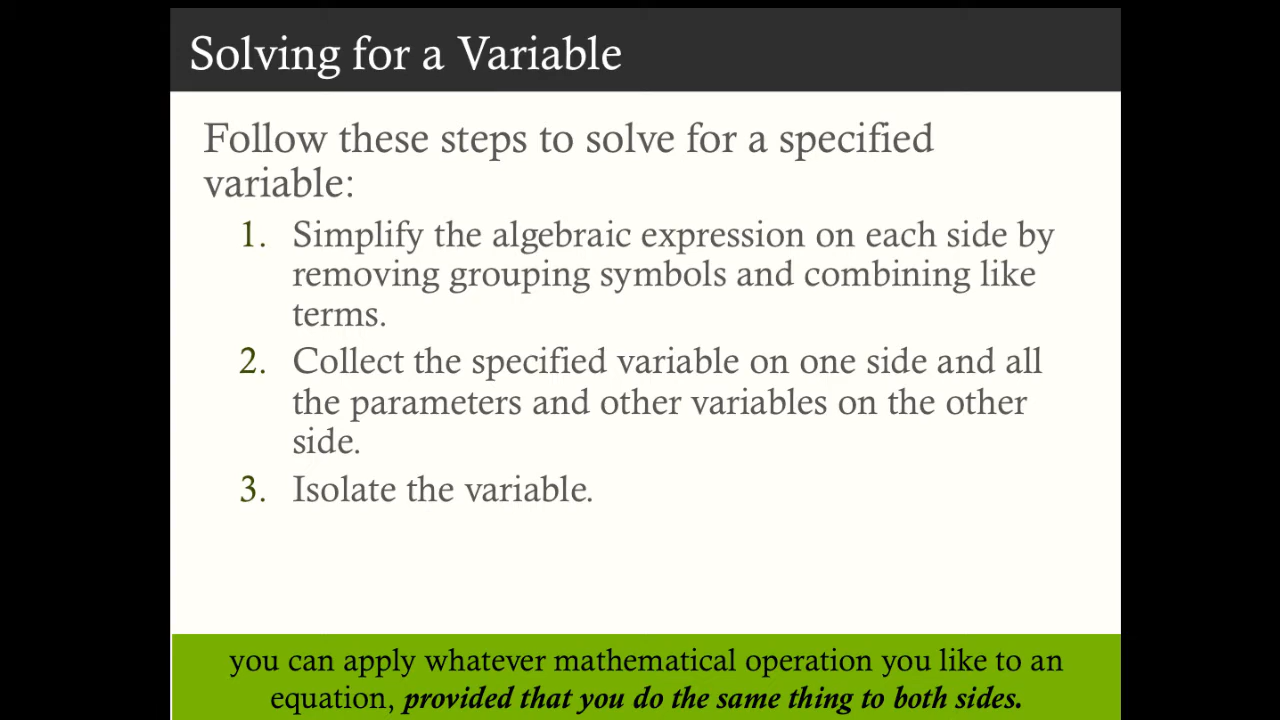 Solving for a Variable
Follow these steps to solve for a specified
variable:
1. Simplify the algebraic expression on each side by
removing grouping symbols and combining like
terms.
2. Collect the specified variable on one side and all
the parameters and other variables on the other
side.
3. Isolate the variable.
you can apply whatever mathematical operation you like to an
equation, provided that you do the same thing to both sides.